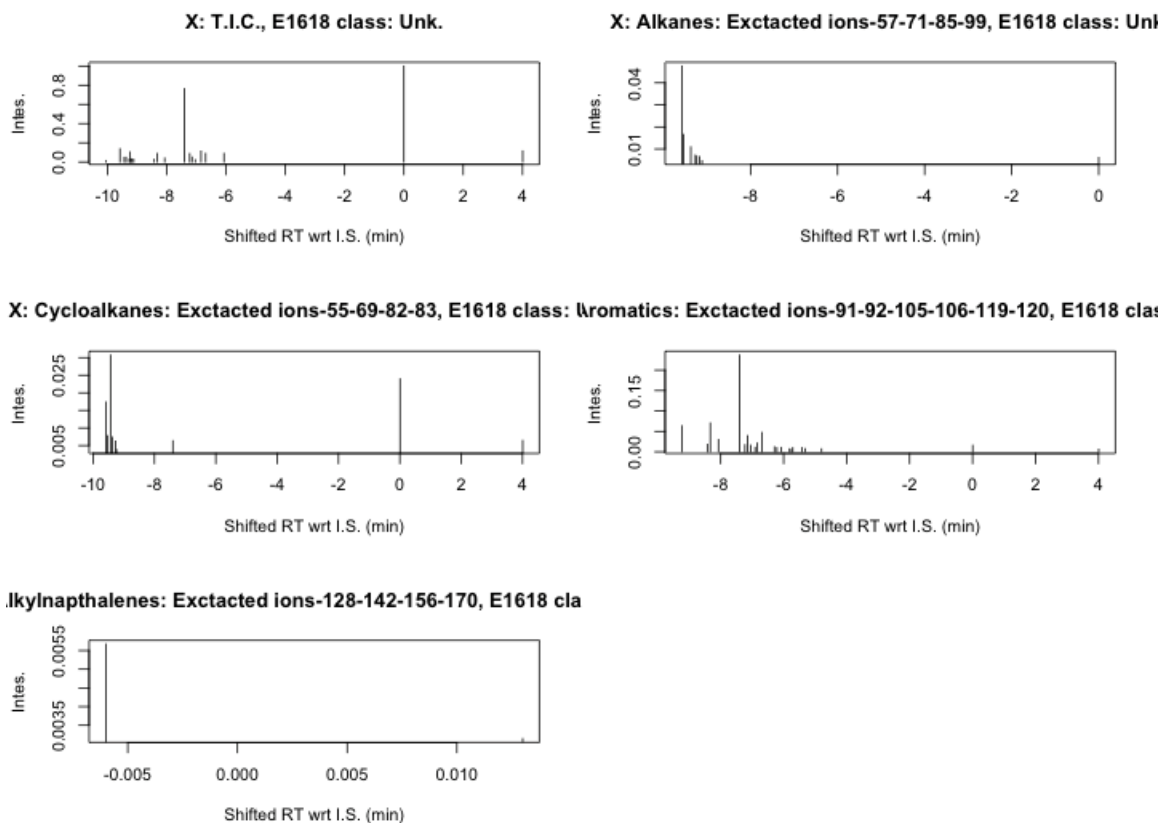 X: T.I.C., E1618 class: Unk.
Intes.
0.0 0.4 0.8
-10 -8 -6 -4 -2 0 2 4
Shifted RT wrt I.S. (min)
X: Alkanes: Exctacted ions-57-71-85-99, E1618 class: Unk
Intes.
0.01 0.04
-8 -6 -4 -2 0
Shifted RT wrt I.S. (min)
X: Cycloalkanes: Exctacted ions-55-69-82-83, E1618 class: U
Intes.
0.005 0.025
-10 -8 -6 -4 -2 0 2 4
Shifted RT wrt I.S. (min)
Aromatics: Exctacted ions-91-92-105-106-119-120, E1618 clas
Intes.
0.00 0.15
-8 -6 -4 -2 0 2 4
Shifted RT wrt I.S. (min)
lkylnapthalenes: Exctacted ions-128-142-156-170, E1618 cla
Intes.
0.0035 0.0055
-0.005 0.000 0.005 0.010
Shifted RT wrt I.S. (min)